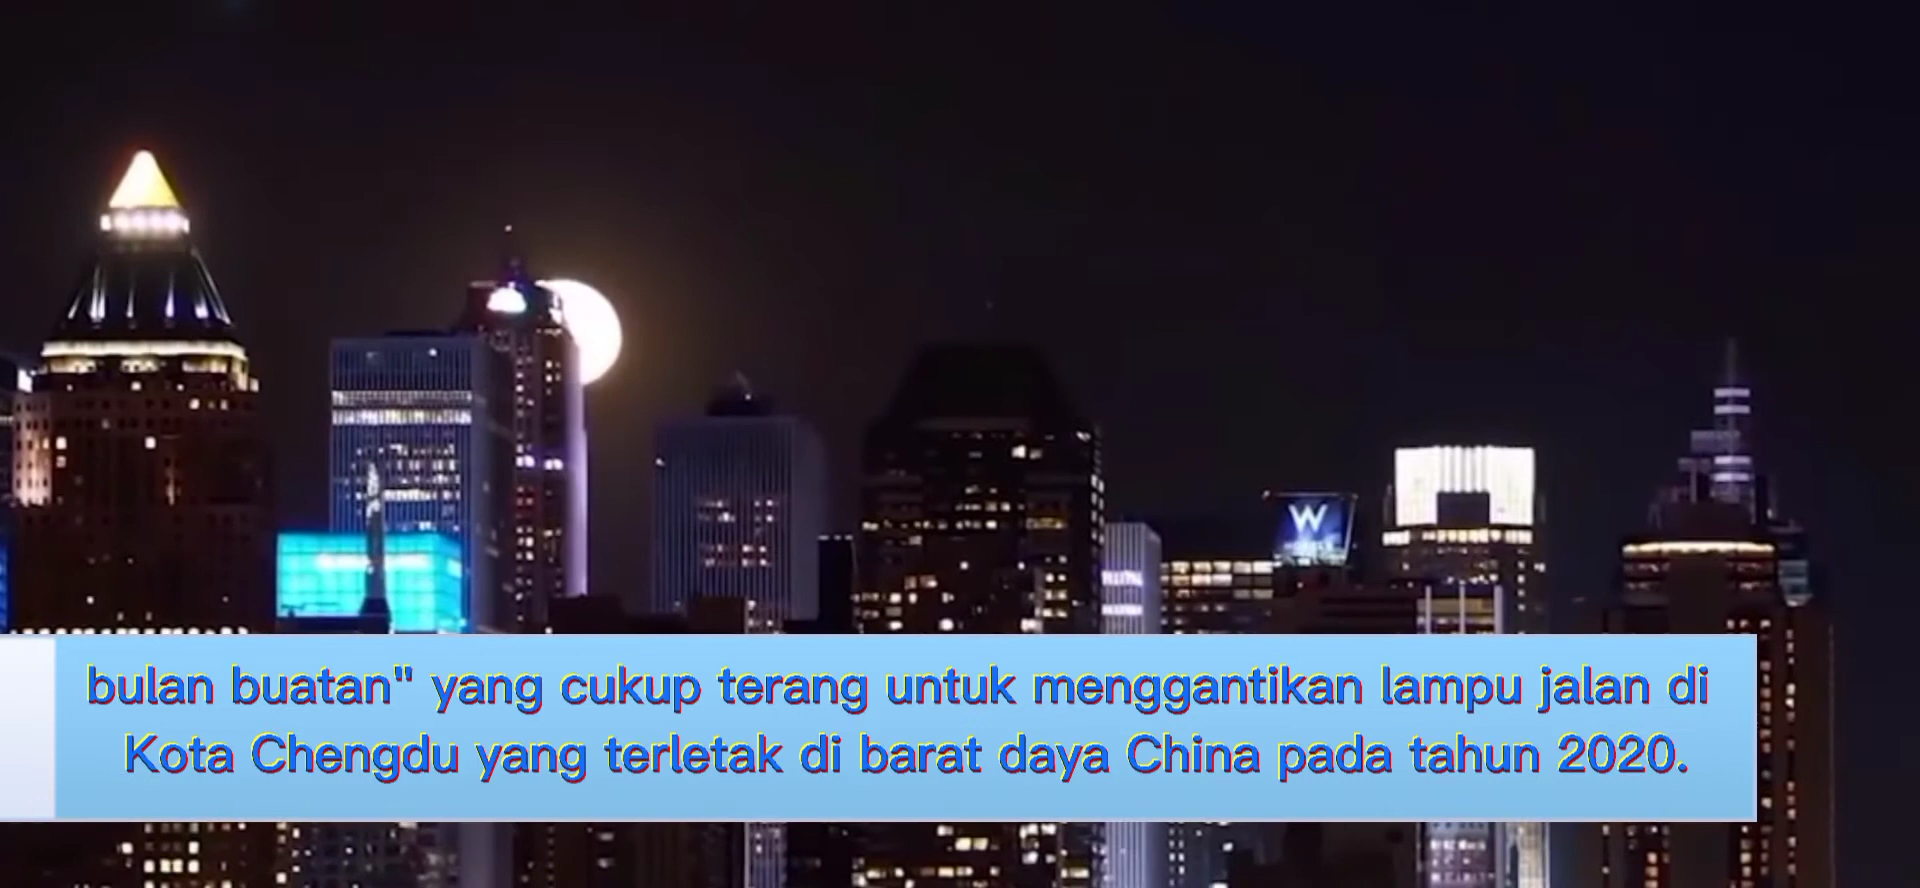 W
bulan buatan" yang cukup terang untuk menggantikan lampu jalan di
Kota Chengdu yang terletak di barat daya China pada tahun 2020.